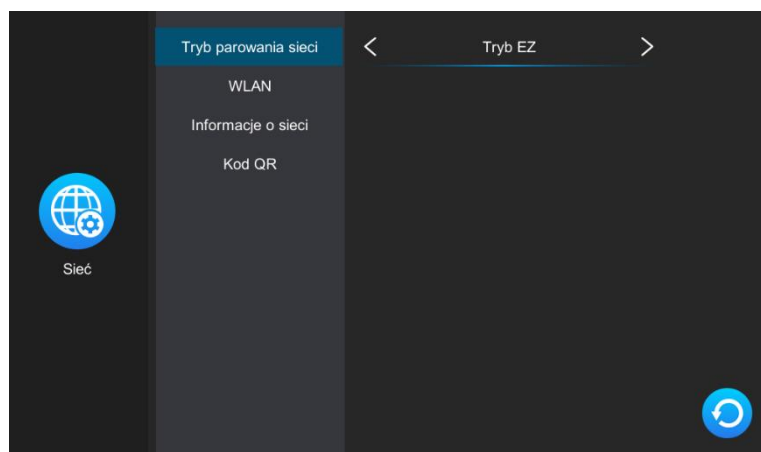 Tryb parowania sieci
Tryb EZ
WLAN
Informacje o sieci
Kod QR
Sieć